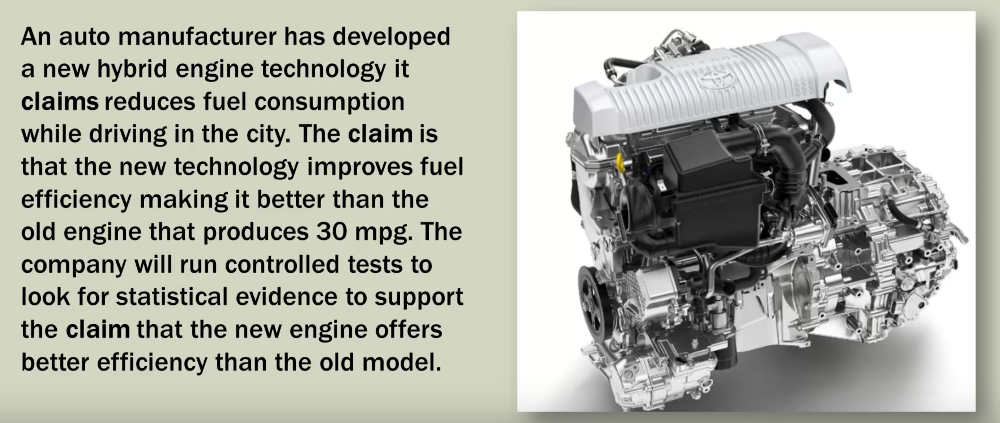 An auto manufacturer has developed
a new hybrid engine technology it
claims reduces fuel consumption
while driving in the city. The claim is
that the new technology improves fuel
efficiency making it better than the
old engine that produces 30 mpg. The
company will run controlled tests to
look for statistical evidence to support
the claim that the new engine offers
better efficiency than the old model.